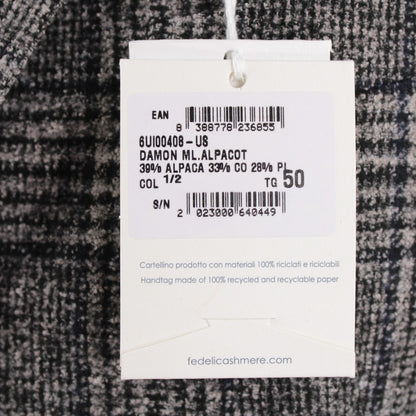 EAN
8 388778 236855
6UI00408-US
DAMON ML.ALPACOT
39% ALPACA 33% CO 28% PL
COL 1/2 TG 50
S/N
2 023000 640449
Cartellino prodotto con materiali 100% riciclati e riciclabili
Handtag made of 100% recycled and recyclable paper
fedelicashmere.com